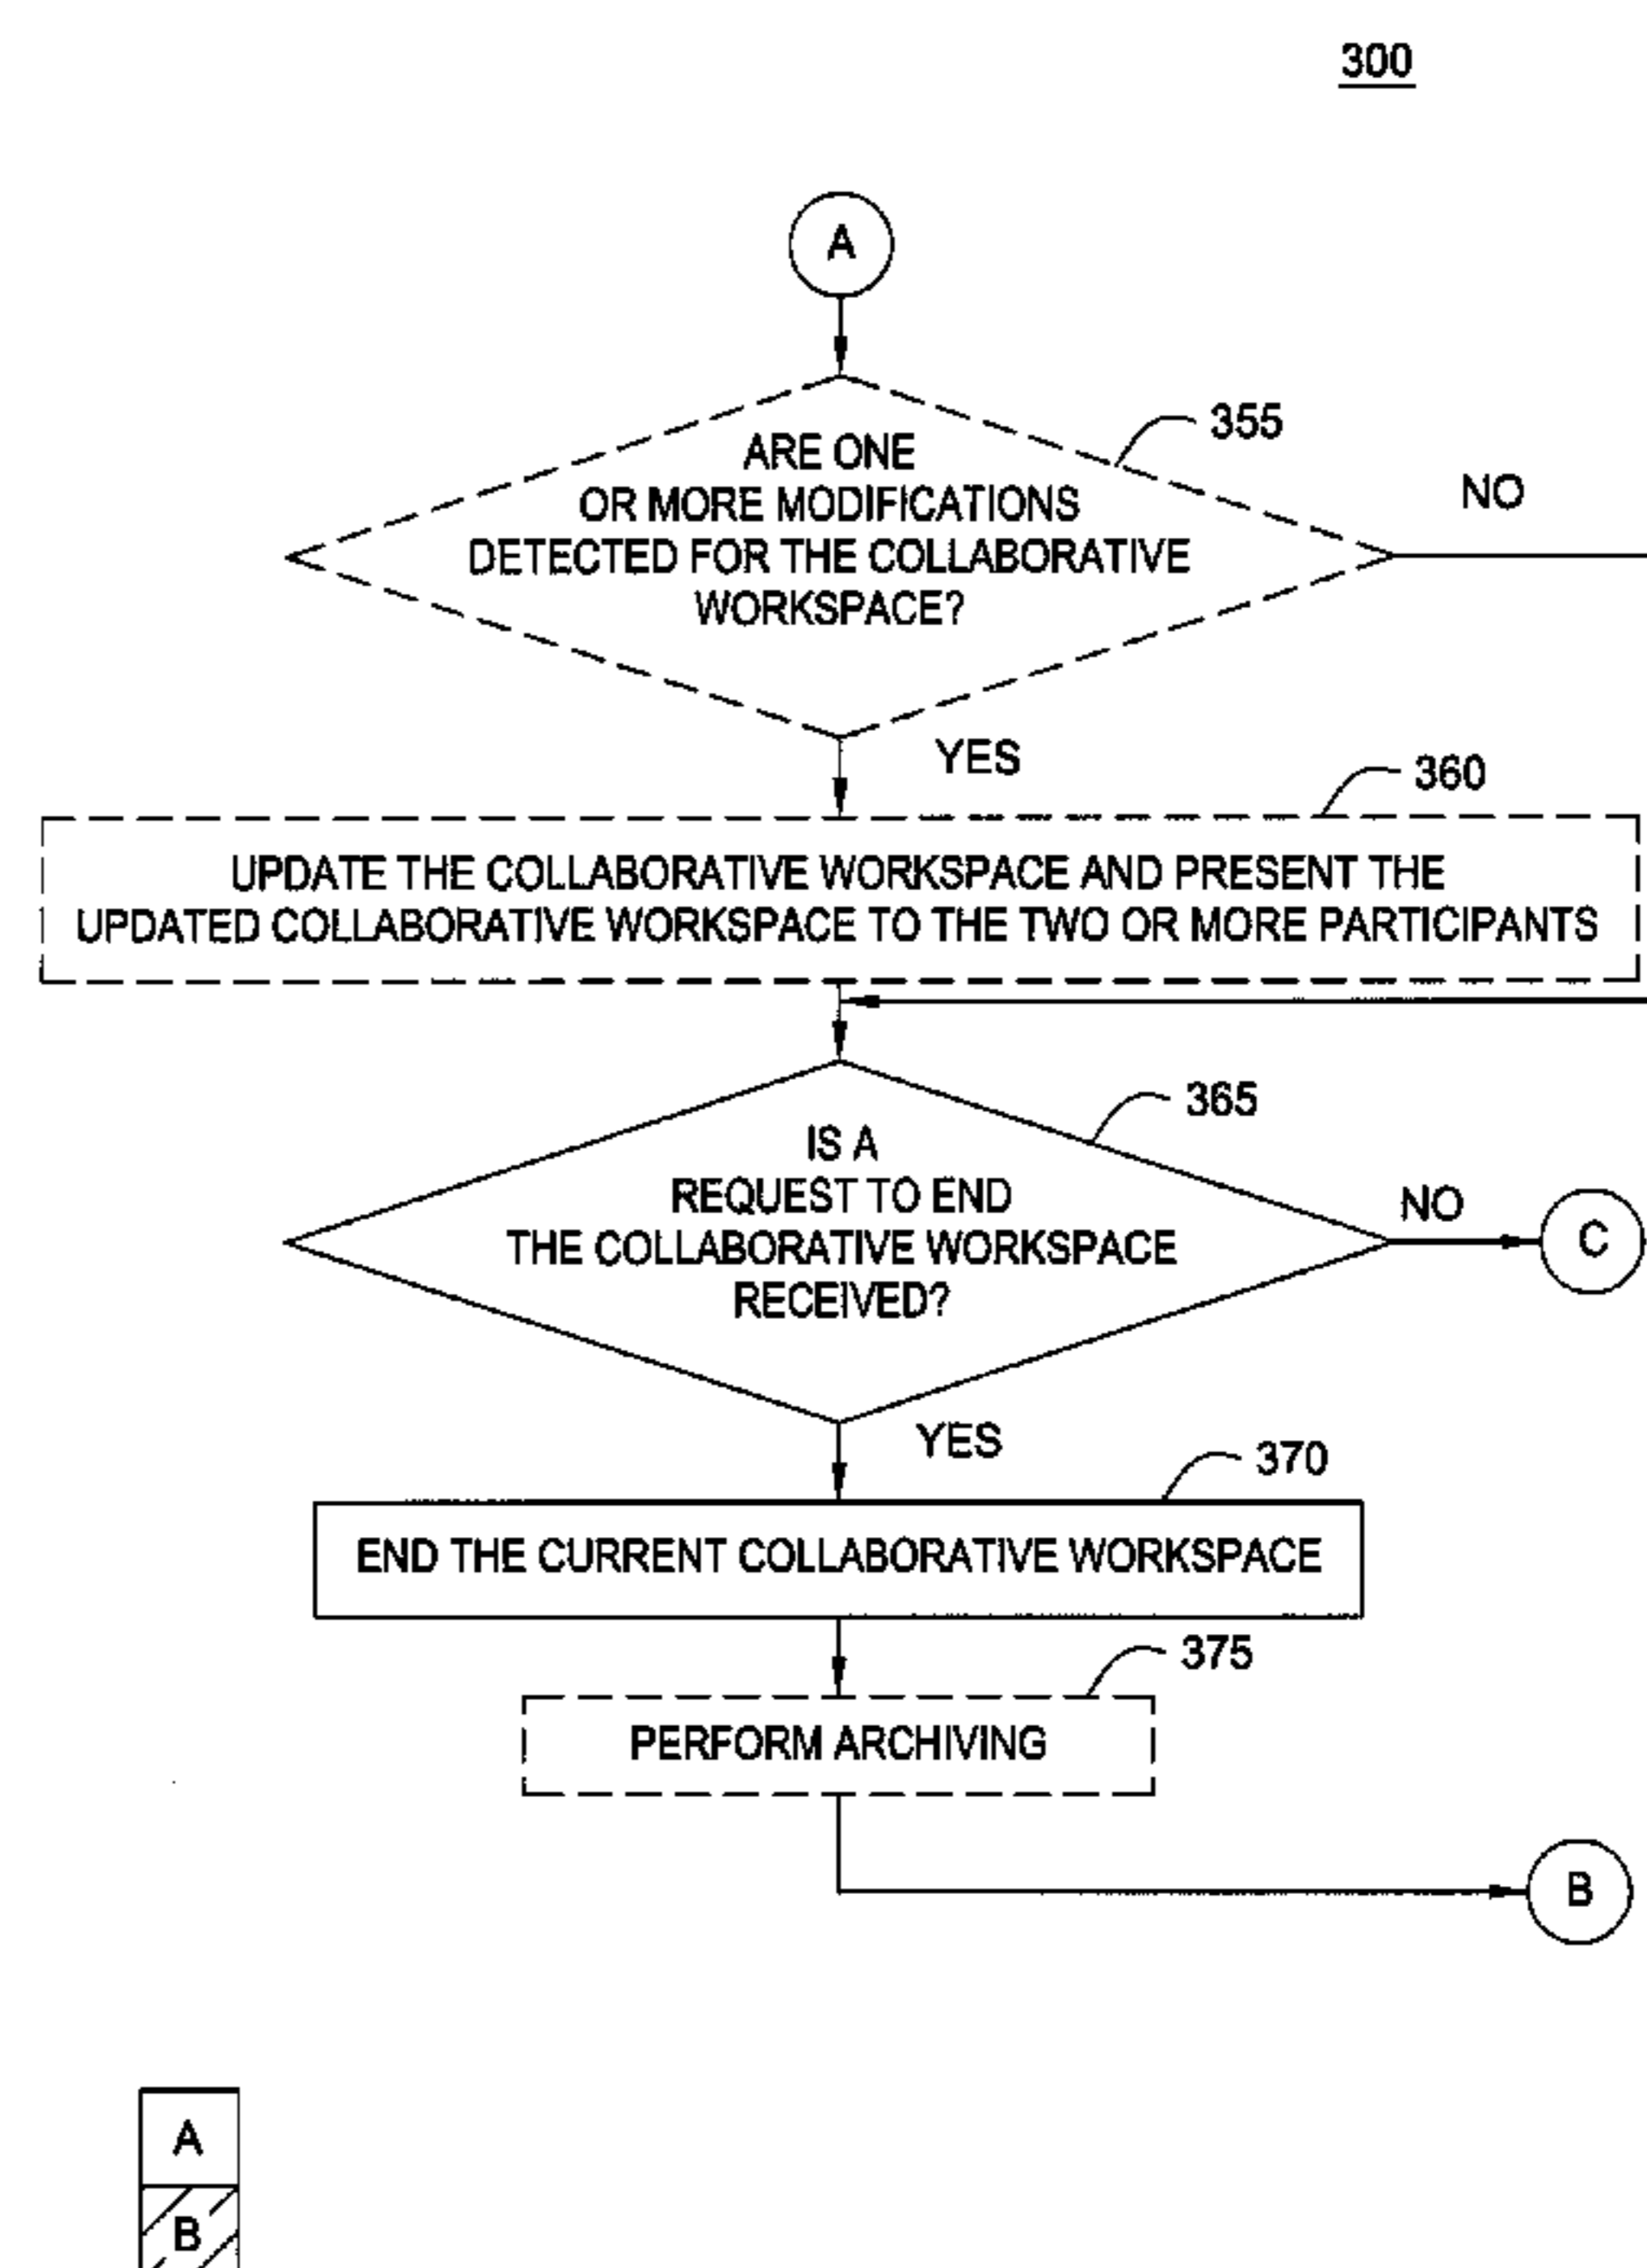 300
A
355
ARE ONE
OR MORE MODIFICATIONS
DETECTED FOR THE COLLABORATIVE
WORKSPACE?
NO
YES
360
UPDATE THE COLLABORATIVE WORKSPACE AND PRESENT THE
UPDATED COLLABORATIVE WORKSPACE TO THE TWO OR MORE PARTICIPANTS
365
IS A
REQUEST TO END
THE COLLABORATIVE WORKSPACE
RECEIVED?
NO
C
YES
370
END THE CURRENT COLLABORATIVE WORKSPACE
375
PERFORM ARCHIVING
B
A
B